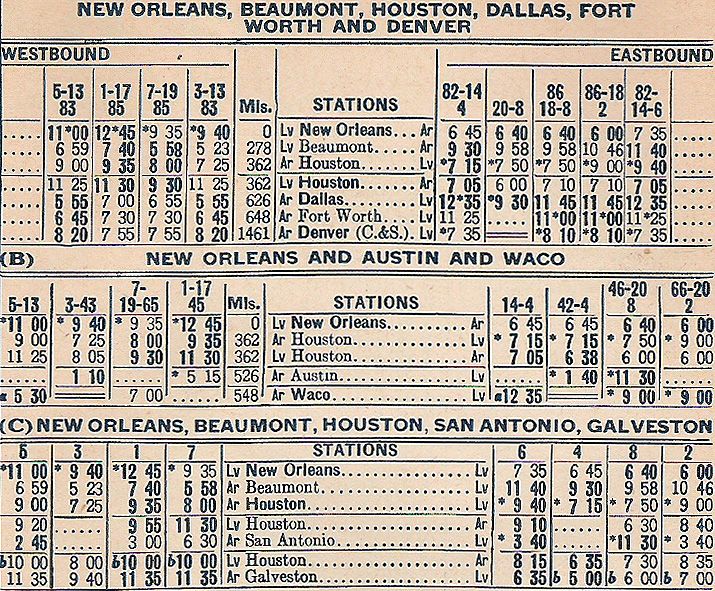 NEW ORLEANS, BEAUMONT, HOUSTON, DALLAS, FORT
WORTH AND DENVER
WESTBOUND EASTBOUND
5-13 1-17 7-19 3-13 82-14 86 86-18 82-
83 85 85 83 Mls. STATIONS 4 20-8 18-8 2 14-6
..... 11*00 12*45 *9 35 *9 40 0 Lv New Orleans... Ar 6 45 6 40 6 40 6 00 7 35 .....
..... 6 59 7 40 5 58 5 23 278 Lv Beaumont..... Ar 9 30 9 58 9 58 10 46 11 40 .....
..... 9 00 9 35 8 00 7 25 362 Ar Houston....... Lv *7 15 *7 50 *7 50 *9 00 *9 40 .....
..... 11 25 11 30 9 30 11 25 362 Lv Houston....... Ar 7 05 6 00 7 10 7 10 7 05 .....
..... 5 55 7 00 6 55 5 55 626 Ar Dallas......... Lv 12*35 *9 30 11 45 11 45 12 35 .....
..... 6 45 7 30 7 30 6 45 648 Ar Fort Worth.... Lv 11 25 ..... 11*00 11*00 11*25 .....
..... 8 20 7 55 7 55 8 20 1461 Ar Denver (C.&S.). Lv *7 35 *8 10 *8 10 *7 35 .....
(B) NEW ORLEANS AND AUSTIN AND WACO
7- 1-17 46-20 66-20
5-13 3-43 19-65 45 Mls. STATIONS 14-4 42-4 8 2
*11 00 * 9 40 * 9 35 *12 45 0 Lv New Orleans.......... Ar 6 45 6 45 6 40 6 00
9 00 7 25 8 00 9 35 362 Ar Houston.............. Lv * 7 15 * 7 15 * 7 50 * 9 00
11 25 8 05 9 30 11 30 362 Lv Houston.............. Ar 7 05 6 38 6 00 6 00
...... 1 10 ...... * 5 15 526 Ar Austin............... Lv ...... * 1 40 *11 30 ......
a 5 30 7 00 ...... 548 Ar Waco................. Lv a12 35 * 9 00 * 9 00
(C) NEW ORLEANS, BEAUMONT, HOUSTON, SAN ANTONIO, GALVESTON
5 3 1 7 STATIONS 6 4 8 2
*11 00 * 9 40 *12 45 * 9 35 Lv New Orleans................ Lv 7 35 6 45 6 40 6 00
6 59 5 23 7 40 5 58 Ar Beaumont................... Lv 11 40 9 30 9 58 10 46
9 00 7 25 9 35 8 00 Ar Houston.................... Lv * 9 40 * 7 15 * 7 50 * 9 00
9 20 ...... 9 55 11 30 Lv Houston.................... Ar 9 10 ...... 6 30 8 40
2 45 ...... 3 00 6 30 Ar San Antonio................ Lv * 3 40 ...... *11 30 * 3 40
b10 00 8 00 b10 00 b10 00 Lv Houston.................... Ar 8 15 6 35 7 30 8 35
11 35 9 40 11 35 11 35 Ar Galveston.................. Lv 6 35 b 5 00 b 6 00 b 7 00